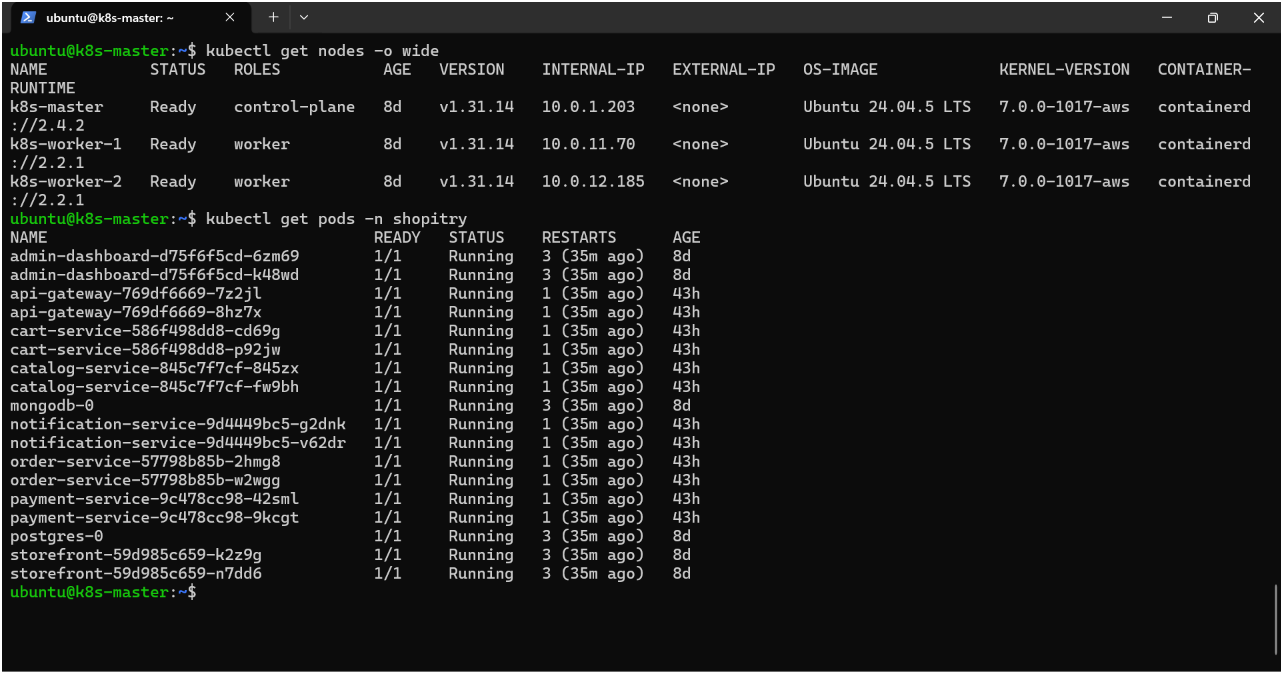 ubuntu@k8s-master: ~
ubuntu@k8s-master:~$ kubectl get nodes -o wide
NAME STATUS ROLES AGE VERSION INTERNAL-IP EXTERNAL-IP OS-IMAGE KERNEL-VERSION CONTAINER-
RUNTIME
k8s-master Ready control-plane 8d v1.31.14 10.0.1.203 <none> Ubuntu 24.04.5 LTS 7.0.0-1017-aws containerd
://2.4.2
k8s-worker-1 Ready worker 8d v1.31.14 10.0.11.70 <none> Ubuntu 24.04.5 LTS 7.0.0-1017-aws containerd
://2.2.1
k8s-worker-2 Ready worker 8d v1.31.14 10.0.12.185 <none> Ubuntu 24.04.5 LTS 7.0.0-1017-aws containerd
://2.2.1
ubuntu@k8s-master:~$ kubectl get pods -n shopitry
NAME READY STATUS RESTARTS AGE
admin-dashboard-d75f6f5cd-6zm69 1/1 Running 3 (35m ago) 8d
admin-dashboard-d75f6f5cd-k48wd 1/1 Running 3 (35m ago) 8d
api-gateway-769df6669-7z2jl 1/1 Running 1 (35m ago) 43h
api-gateway-769df6669-8hz7x 1/1 Running 1 (35m ago) 43h
cart-service-586f498dd8-cd69g 1/1 Running 1 (35m ago) 43h
cart-service-586f498dd8-p92jw 1/1 Running 1 (35m ago) 43h
catalog-service-845c7f7cf-845zx 1/1 Running 1 (35m ago) 43h
catalog-service-845c7f7cf-fw9bh 1/1 Running 1 (35m ago) 43h
mongodb-0 1/1 Running 3 (35m ago) 8d
notification-service-9d4449bc5-g2dnk 1/1 Running 1 (35m ago) 43h
notification-service-9d4449bc5-v62dr 1/1 Running 1 (35m ago) 43h
order-service-57798b85b-2hmg8 1/1 Running 1 (35m ago) 43h
order-service-57798b85b-w2wgg 1/1 Running 1 (35m ago) 43h
payment-service-9c478cc98-42sml 1/1 Running 1 (35m ago) 43h
payment-service-9c478cc98-9kcgt 1/1 Running 1 (35m ago) 43h
postgres-0 1/1 Running 3 (35m ago) 8d
storefront-59d985c659-k2z9g 1/1 Running 3 (35m ago) 8d
storefront-59d985c659-n7dd6 1/1 Running 3 (35m ago) 8d
ubuntu@k8s-master:~$